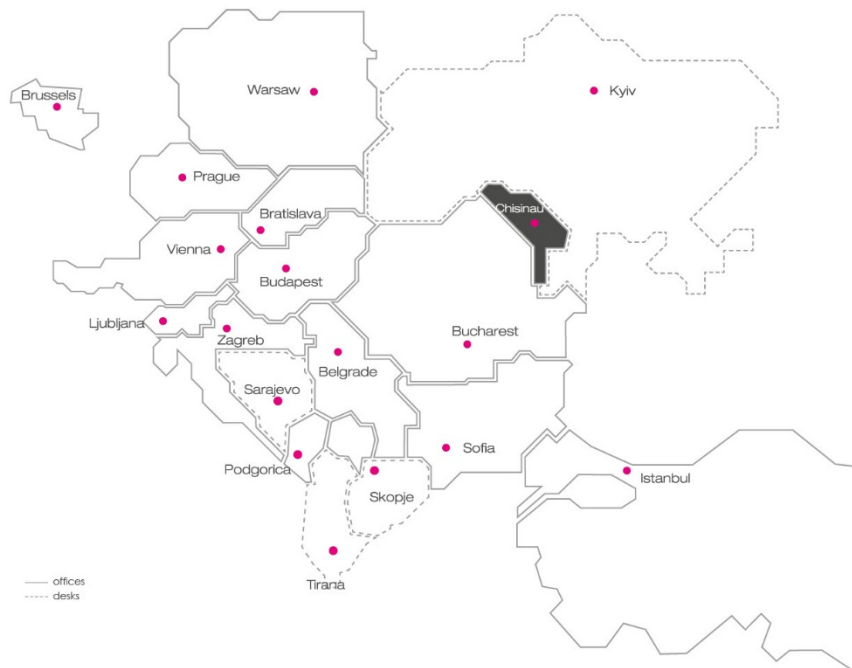 Warsaw
Kyiv
Brussels
Prague
Chisinau
Bratislava
Vienna
Budapest
Ljubljana
Zagreb
Bucharest
Belgrade
Sarajevo
Sofia
Podgorica
Istanbul
Skopje
Tirana
offices
desks